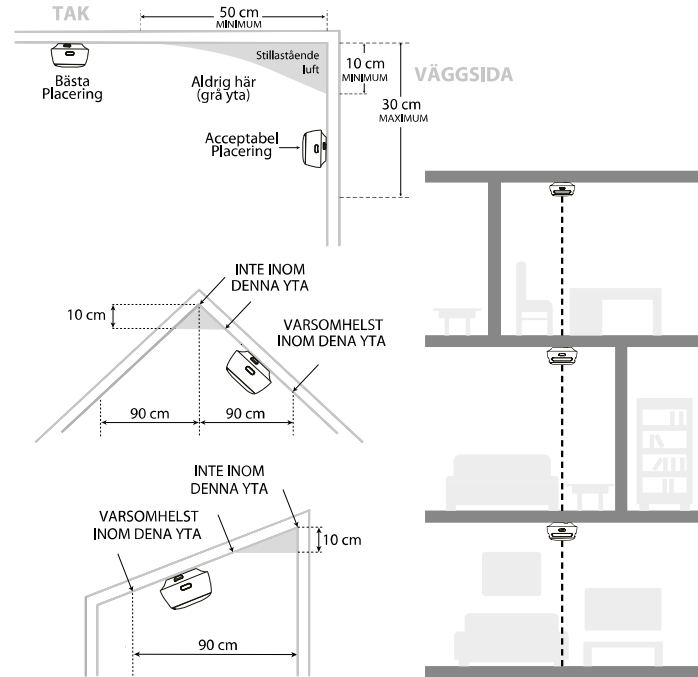 TAK
50 cm
MINIMUM
Stillastående
luft
10 cm
MINIMUM
VÄGGSIDA
Bästa
Placering
Aldrig här
(grå yta)
30 cm
MAXIMUM
Acceptabel
Placering
INTE INOM
DENNA YTA
10 cm
VARSOMHELST
INOM DENA YTA
90 cm
90 cm
INTE INOM
DENNA YTA
VARSOMHELST
INOM DENA YTA
10 cm
90 cm